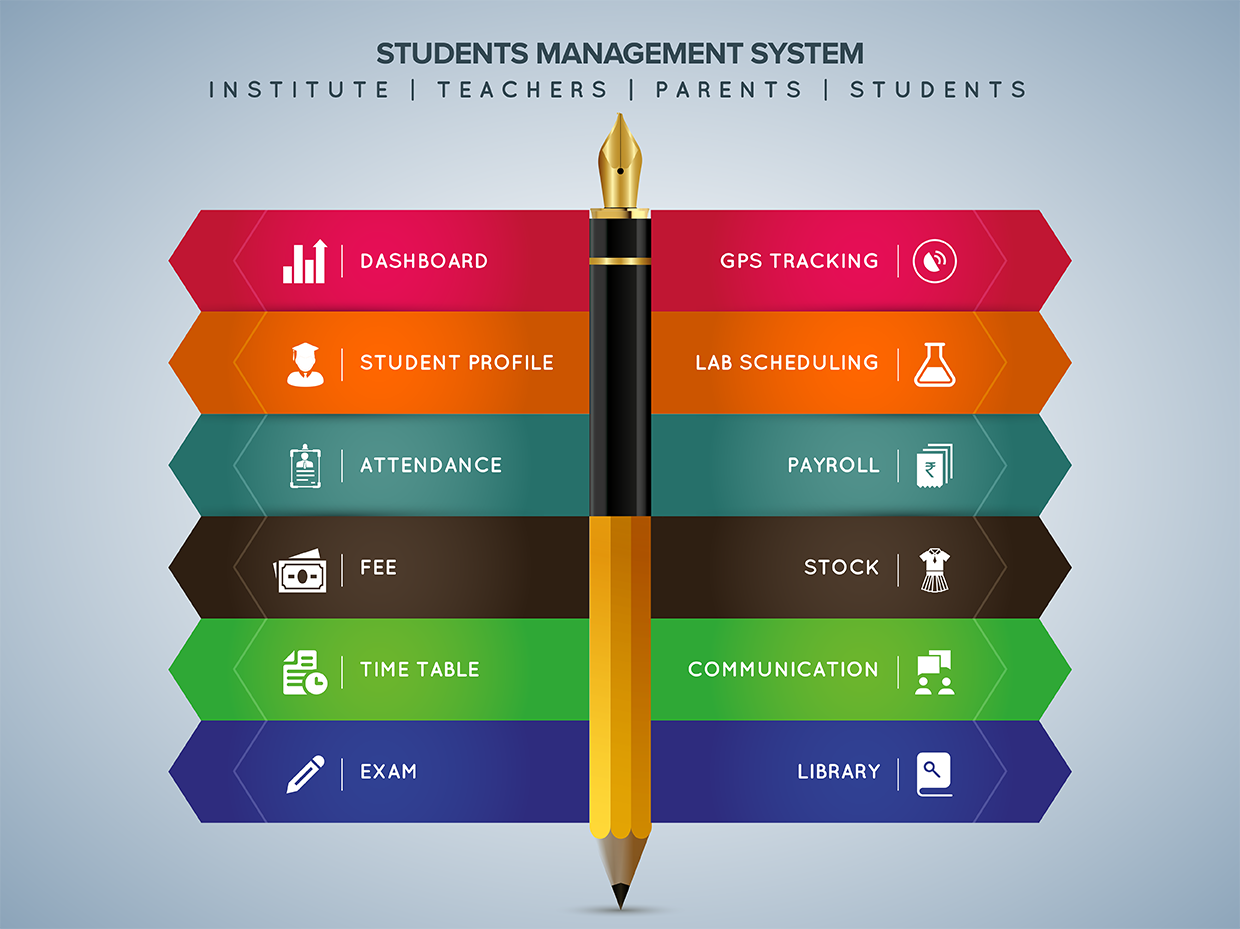 STUDENTS MANAGEMENT SYSTEM
INSTITUTE | TEACHERS | PARENTS | STUDENTS
DASHBOARD
GPS TRACKING
STUDENT PROFILE
LAB SCHEDULING
ATTENDANCE
PAYROLL
₹
FEE
STOCK
TIME TABLE
COMMUNICATION
EXAM
LIBRARY